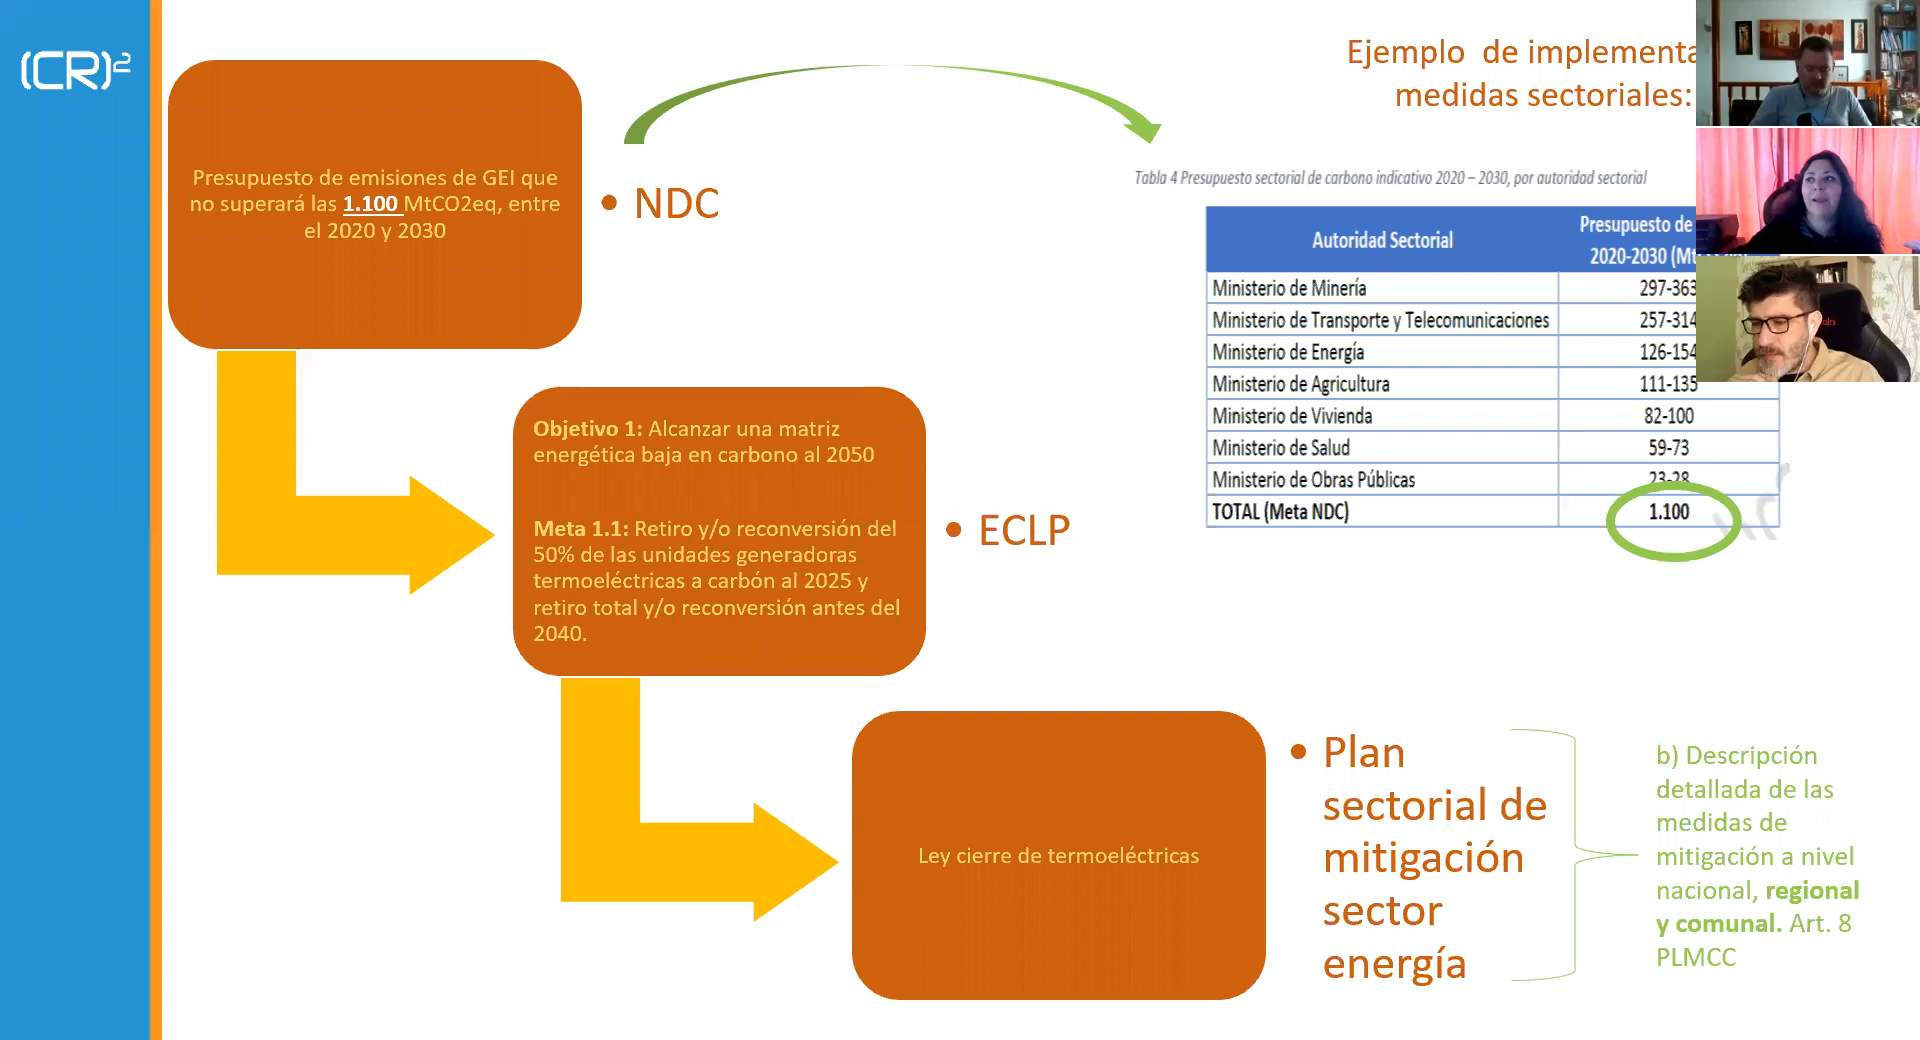 (CR)²
Presupuesto de emisiones de GEI que
no superará las 1.100 MtCO2eq, entre
el 2020 y 2030
• NDC
Ejemplo de
medidas sectoriales:
Tabla 4 Presupuesto sectorial de carbono indicativo 2020 – 2030, por autoridad sectorial
Autoridad Sectorial
Presupuesto de
2020-2030
Ministerio de Minería 297-363
Ministerio de Transporte y Telecomunicaciones 257-314
Ministerio de Energía 126-154
Ministerio de Agricultura 111-135
Ministerio de Vivienda 82-100
Ministerio de Salud 59-73
Ministerio de Obras Públicas 23-28
TOTAL (Meta NDC) 1.100
Objetivo 1: Alcanzar una matriz
energética baja en carbono al 2050
Meta 1.1: Retiro y/o reconversión del
50% de las unidades generadoras
termoeléctricas a carbón al 2025 y
retiro total y/o reconversión antes del
2040.
• ECLP
Ley cierre de termoeléctricas
• Plan
sectorial de
mitigación
sector
energía
b) Descripción
detallada de las
medidas de
mitigación a nivel
nacional, regional
y comunal. Art. 8
PLMCC